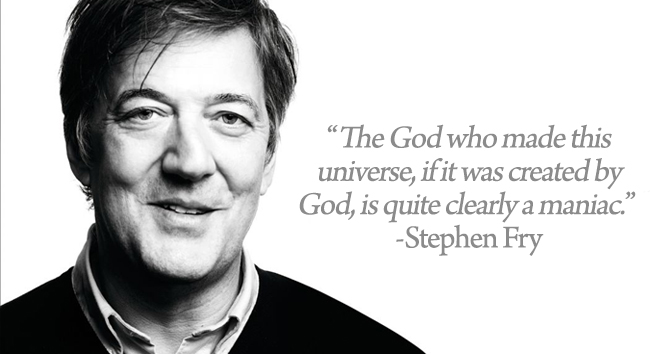 “The God who made this
universe, if it was created by
God, is quite clearly a maniac.”
-Stephen Fry